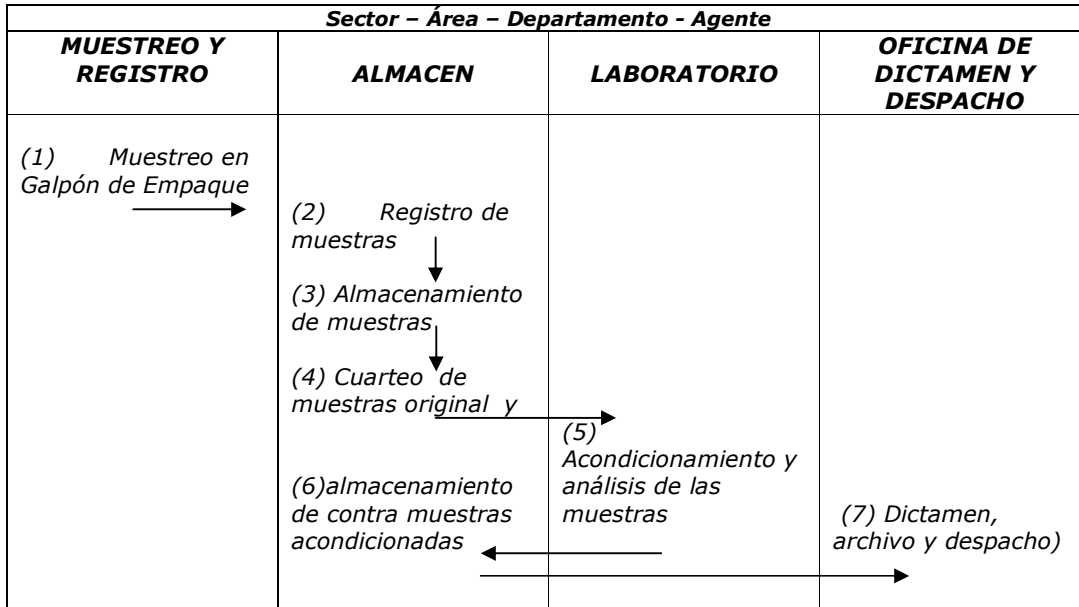 Sector – Área – Departamento - Agente
MUESTREO Y
REGISTRO
ALMACEN
LABORATORIO
OFICINA DE
DICTAMEN Y
DESPACHO
(1) Muestreo en
Galpón de Empaque
(2) Registro de
muestras
(3) Almacenamiento
de muestras
(4) Cuarteo de
muestras original y
(5)
Acondicionamiento y
análisis de las
muestras
(6)almacenamiento
de contra muestras
acondicionadas
(7) Dictamen,
archivo y despacho)